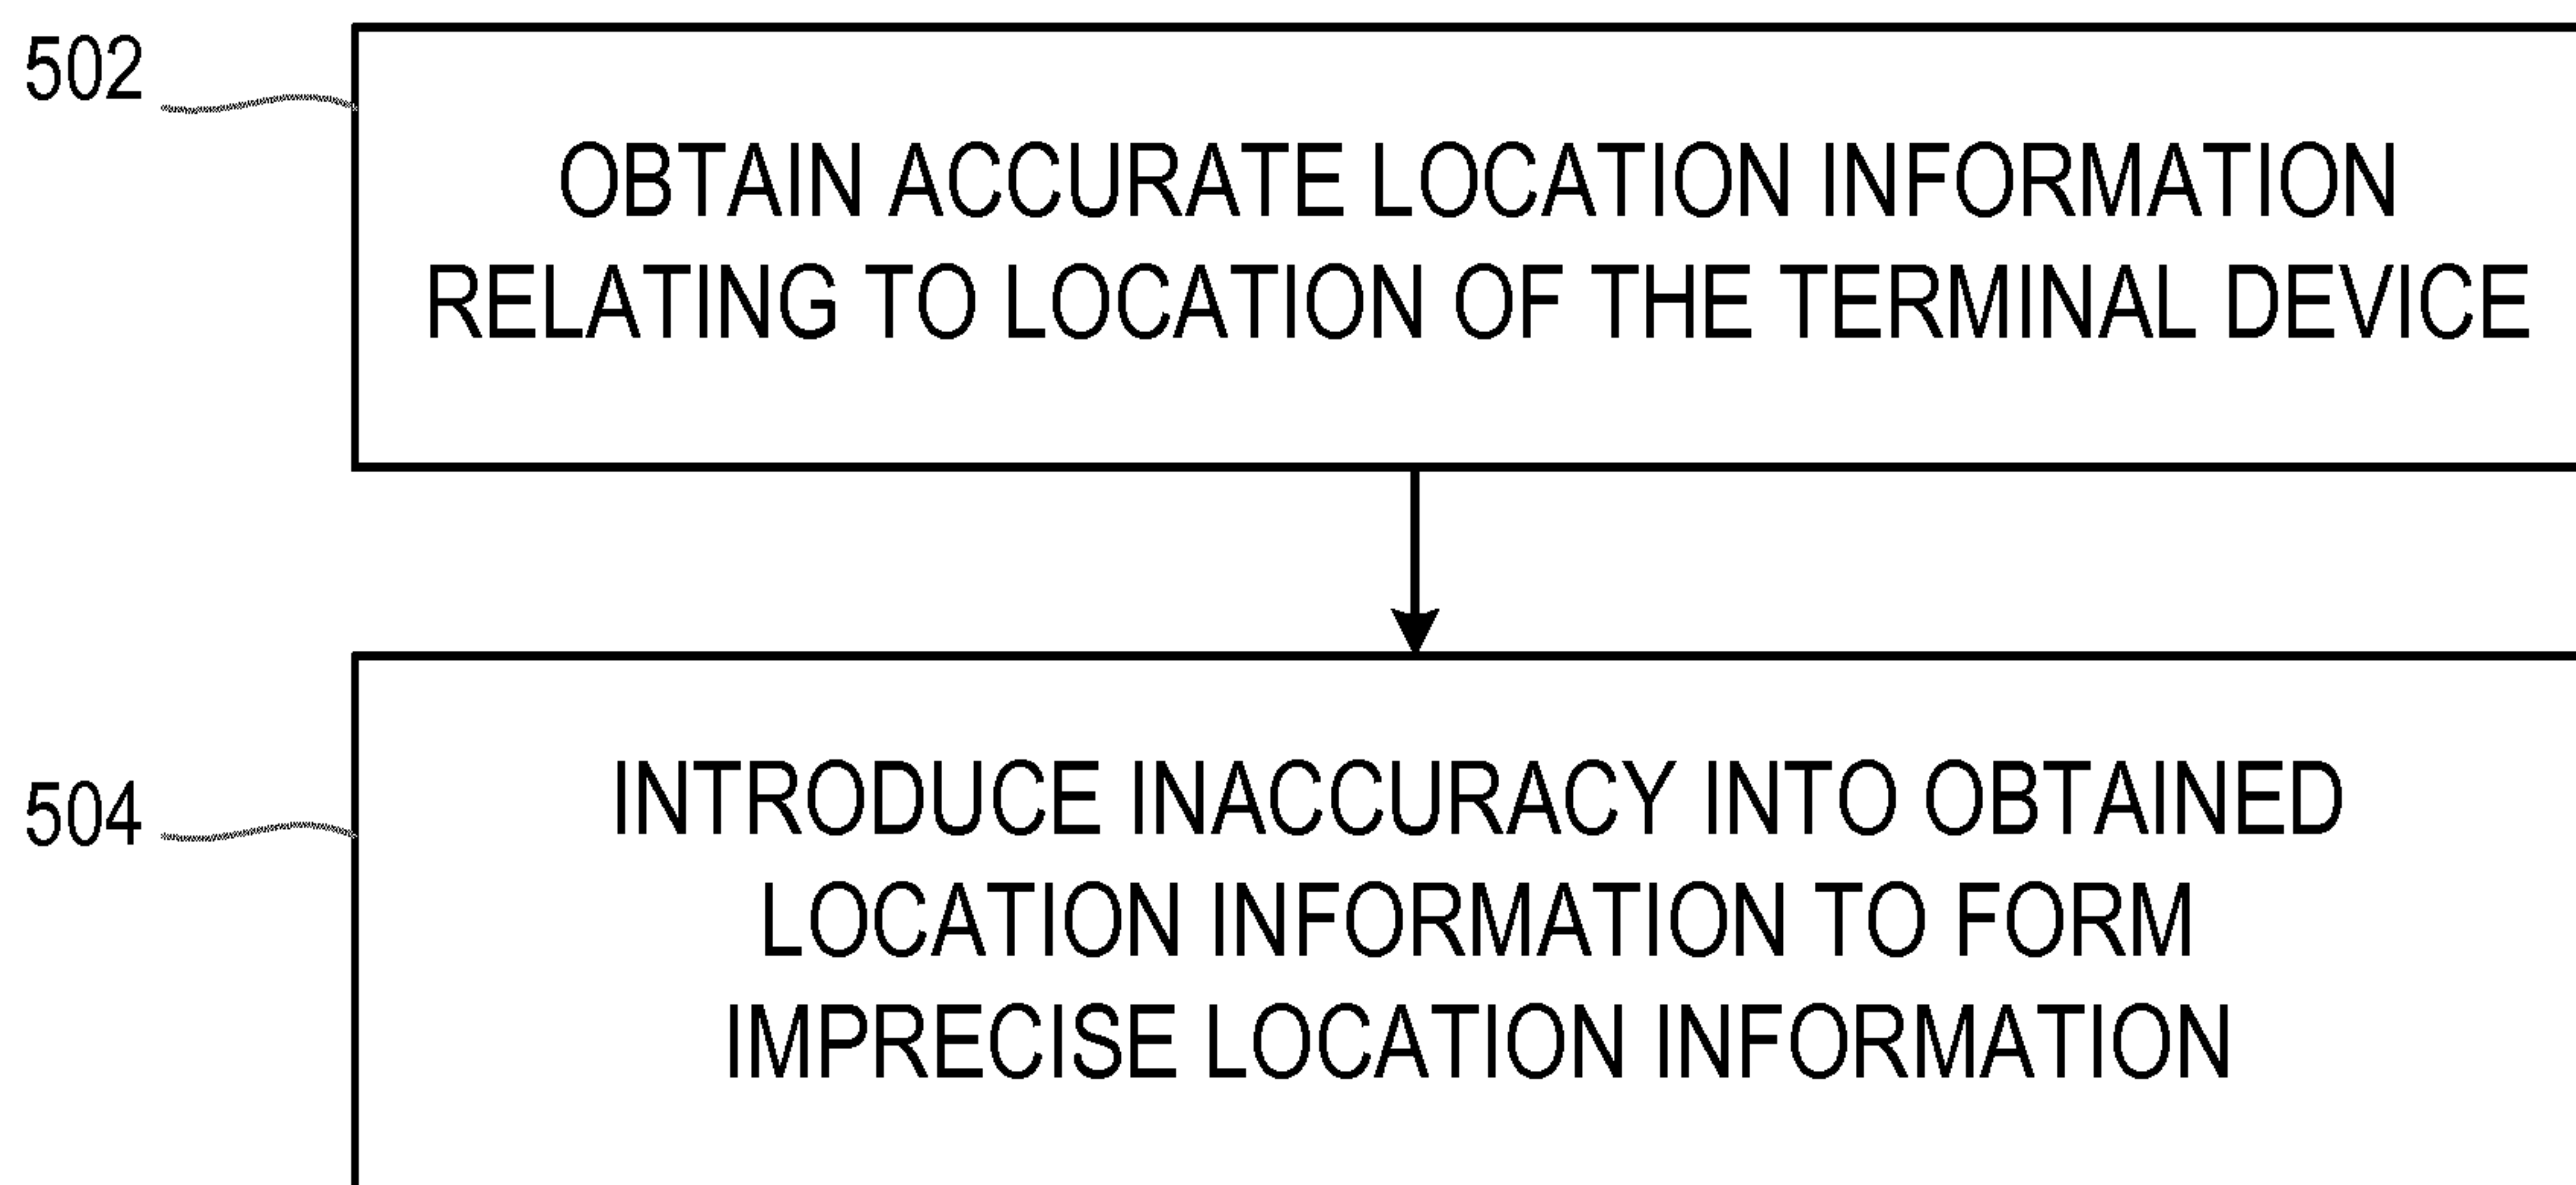 502
OBTAIN ACCURATE LOCATION INFORMATION
RELATING TO LOCATION OF THE TERMINAL DEVICE
504
INTRODUCE INACCURACY INTO OBTAINED
LOCATION INFORMATION TO FORM
IMPRECISE LOCATION INFORMATION